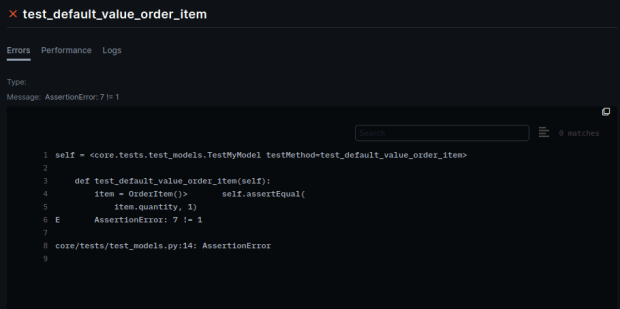 ✕ test_default_value_order_item
Errors Performance Logs
Type:
Message: AssertionError: 7 != 1
Search 0 matches
1 self = <core.tests.test_models.TestMyModel testMethod=test_default_value_order_item>
2
3 def test_default_value_order_item(self):
4 item = OrderItem()> self.assertEqual(
5 item.quantity, 1)
6 E AssertionError: 7 != 1
7
8 core/tests/test_models.py:14: AssertionError
9